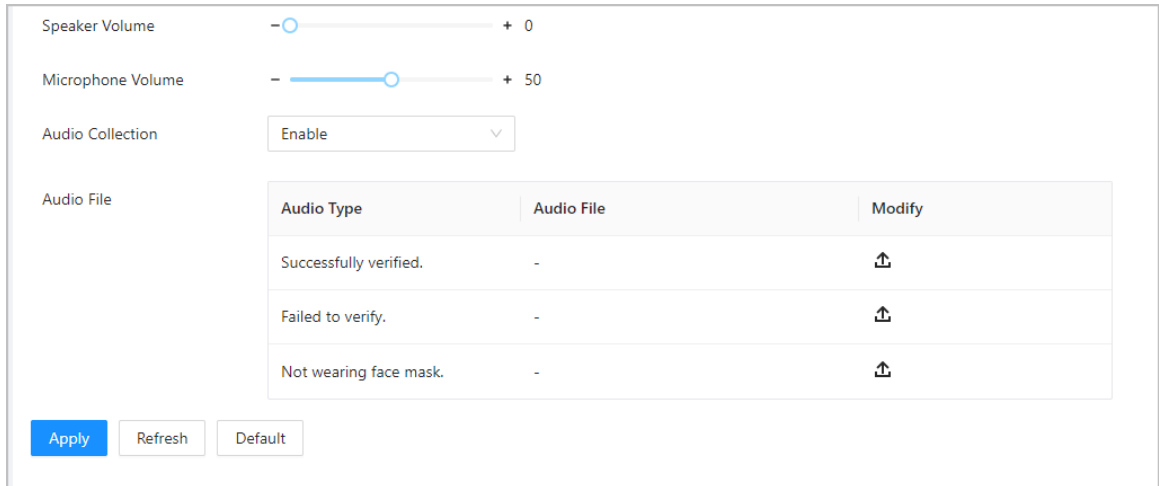 Speaker Volume - + 0
Microphone Volume - + 50
Audio Collection Enable
Audio File
Audio Type Audio File Modify
Successfully verified. -
Failed to verify. -
Not wearing face mask. -
Apply Refresh Default